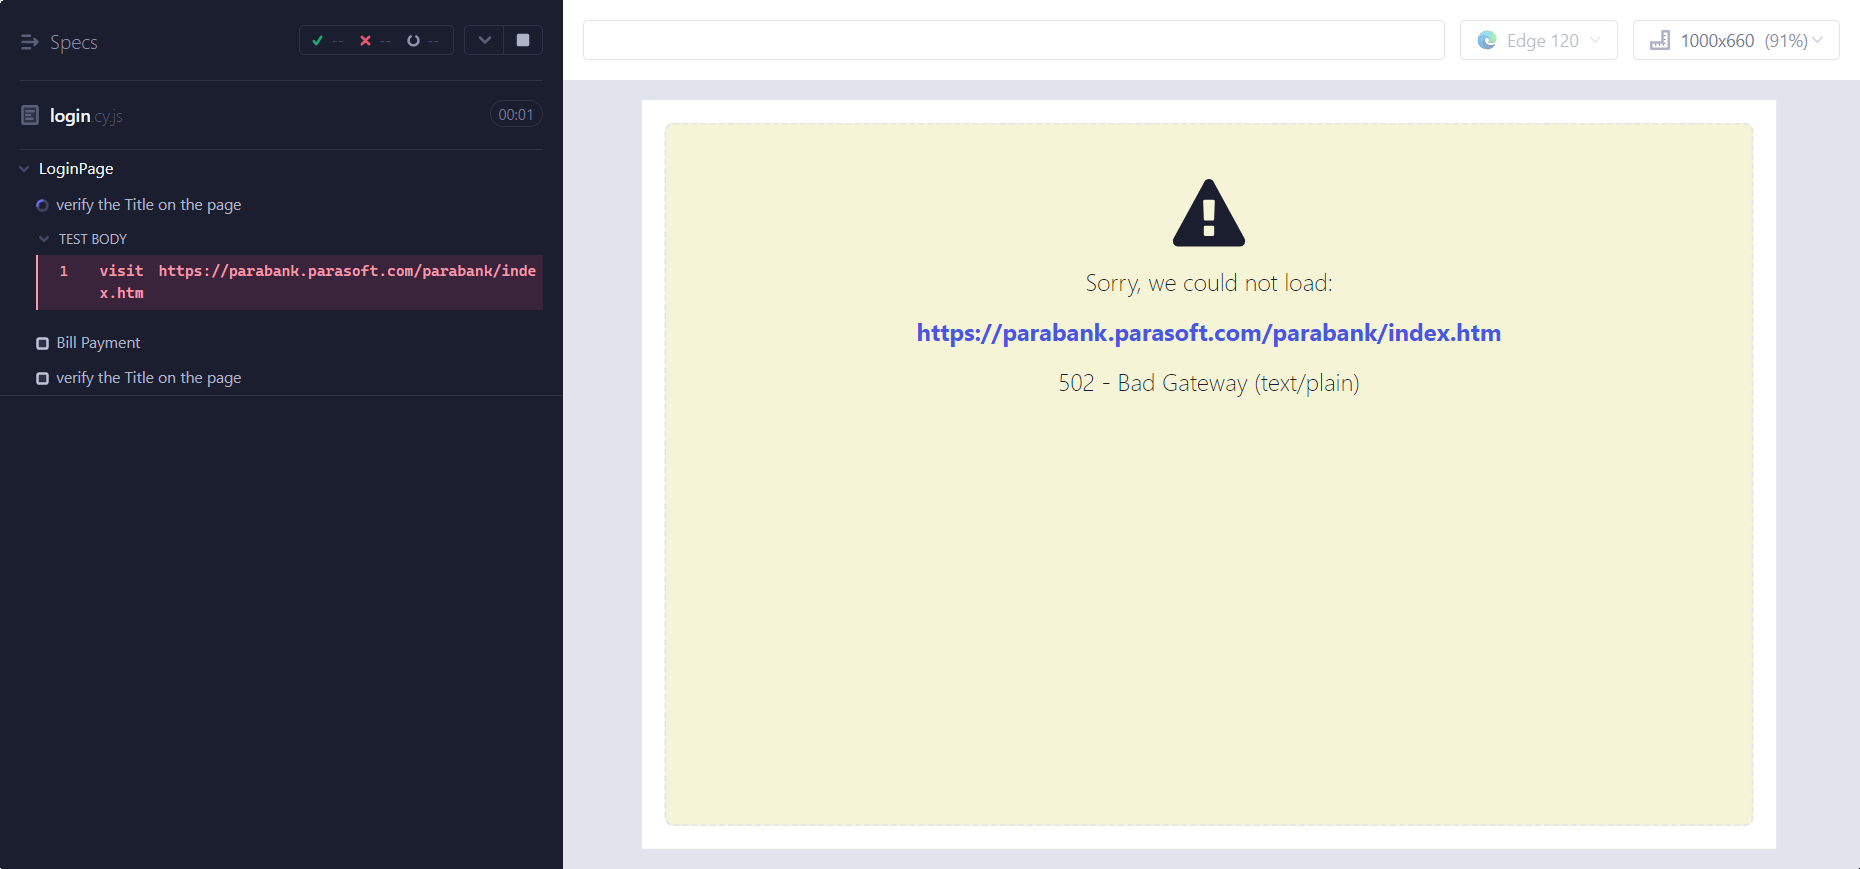 Specs
-- -- --
Edge 120
1000x660 (91%)
login.cy.js
00:01
LoginPage
verify the Title on the page
TEST BODY
1 visit https://parabank.parasoft.com/parabank/inde
x.htm
Bill Payment
verify the Title on the page
Sorry, we could not load:
https://parabank.parasoft.com/parabank/index.htm
502 - Bad Gateway (text/plain)